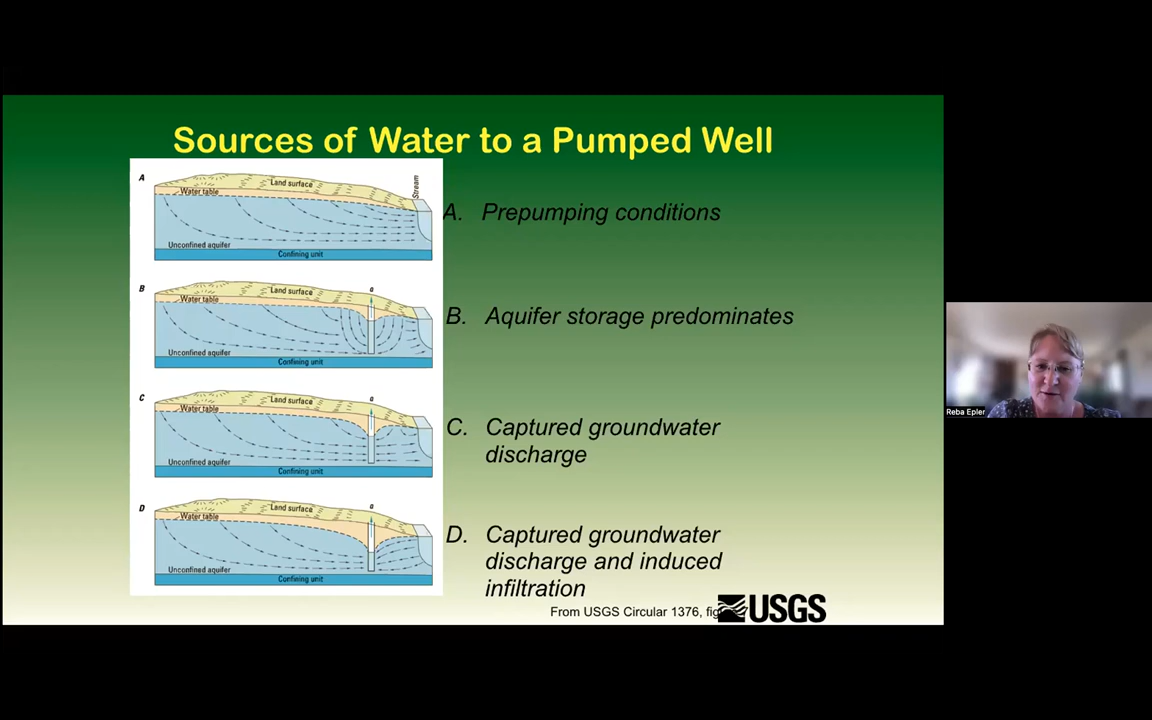 Sources of Water to a Pumped Well
A
Land surface
Stream
Water table
Unconfined aquifer
Confining unit
A. Prepumping conditions
B
Land surface
Q
Water table
Unconfined aquifer
Confining unit
B. Aquifer storage predominates
C
Land surface
Q
Water table
Unconfined aquifer
Confining unit
C. Captured groundwater
discharge
D
Land surface
Q
Water table
Unconfined aquifer
Confining unit
D. Captured groundwater
discharge and induced
infiltration
From USGS Circular 1376,
USGS
Reba Epler